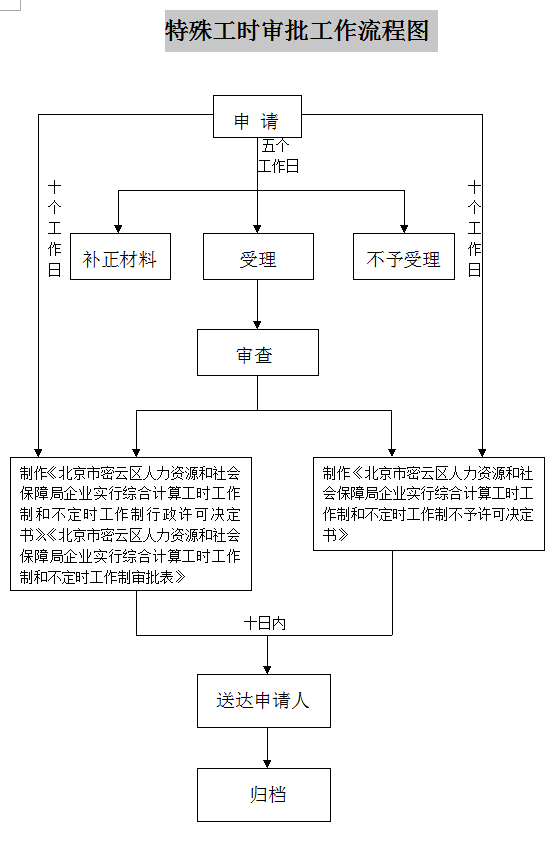 特殊工时审批工作流程图
申 请
五个
工作日
十个工作日
十个工作日
补正材料
受理
不予受理
审查
制作《北京市密云区人力资源和社会
保障局企业实行综合计算工时工作
制和不定时工作制行政许可决定
书》《北京市密云区人力资源和社会
保障局企业实行综合计算工时工作
制和不定时工作制审批表》
制作《北京市密云区人力资源和社
会保障局企业实行综合计算工时工
作制和不定时工作制不予许可决定
书》
十日内
送达申请人
归档